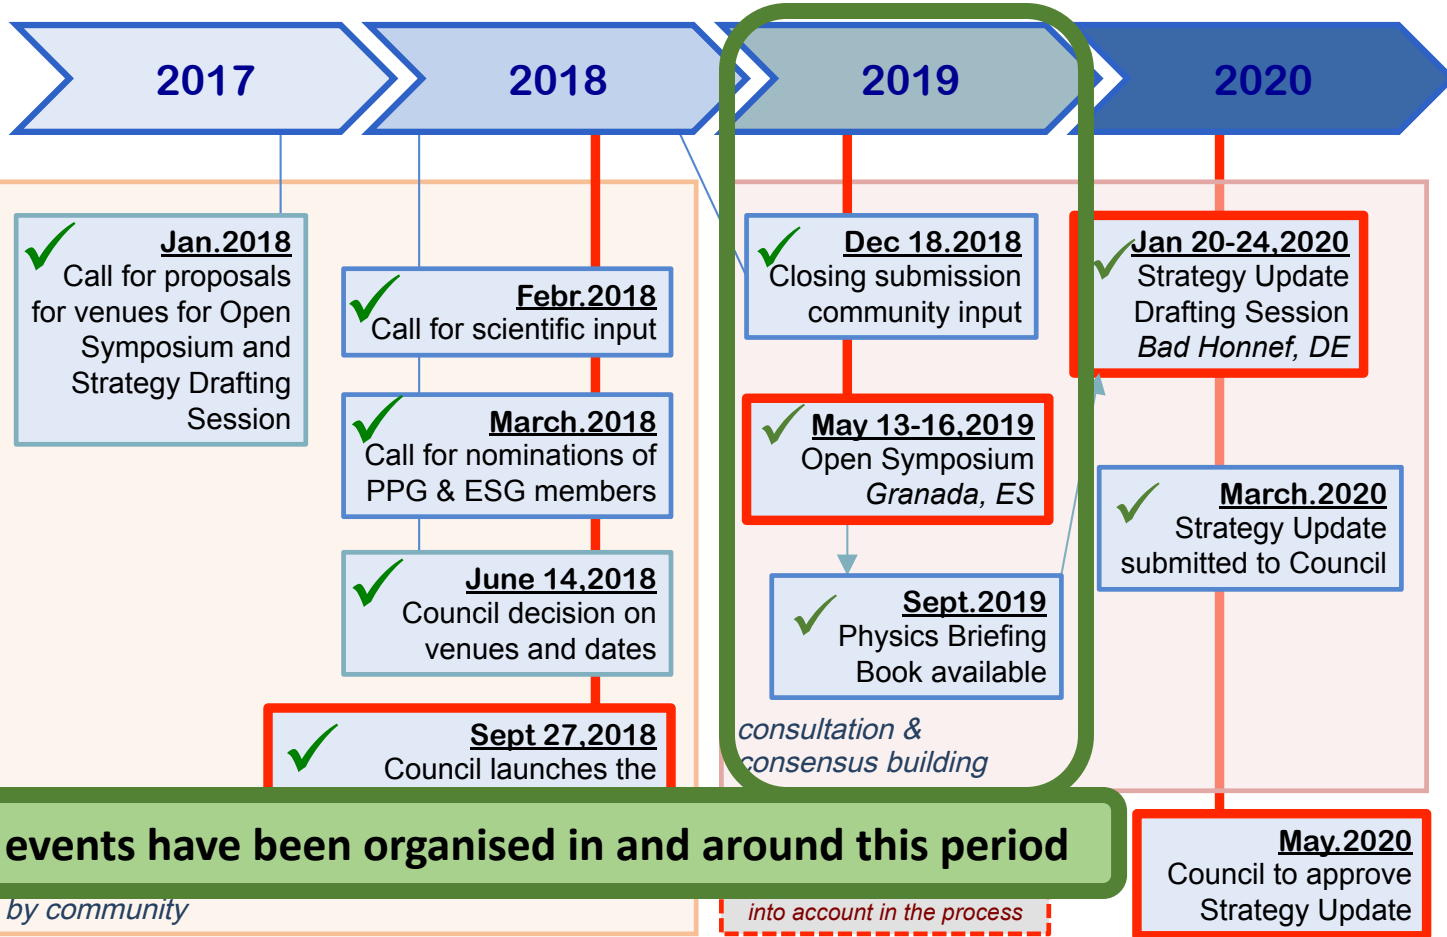 2017
2018
2019
2020
Jan.2018
Call for proposals
for venues for Open
Symposium and
Strategy Drafting
Session
Febr.2018
Call for scientific input
March.2018
Call for nominations of
PPG & ESG members
June 14,2018
Council decision on
venues and dates
Sept 27,2018
Council launches the
Dec 18.2018
Closing submission
community input
May 13-16,2019
Open Symposium
Granada, ES
Sept.2019
Physics Briefing
Book available
consultation &
consensus building
Jan 20-24,2020
Strategy Update
Drafting Session
Bad Honnef, DE
March.2020
Strategy Update
submitted to Council
May.2020
Council to approve
Strategy Update
events have been organised in and around this period
by community
into account in the process